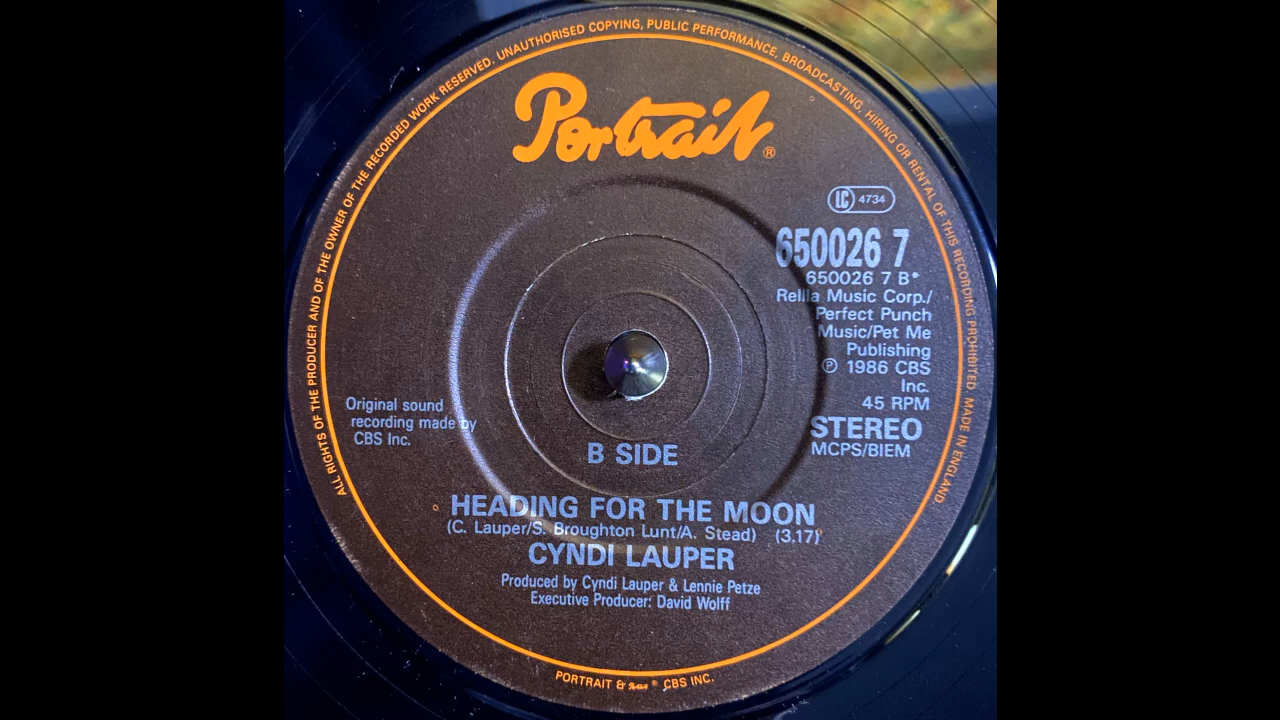 ALL RIGHTS OF THE PRODUCER AND OF THE OWNER OF THE RECORDED WORK RESERVED. UNAUTHORISED COPYING, PUBLIC PERFORMANCE, BROADCASTING, HIRING OR RENTAL OF THIS RECORDING PROHIBITED. MADE IN ENGLAND.
Portrait®
LC 4734
650026 7
650026 7 B*
Rellla Music Corp./
Perfect Punch
Music/Pet Me
Publishing
℗ 1986 CBS
Inc.
45 RPM
STEREO
MCPS/BIEM
Original sound
recording made by
CBS Inc.
B SIDE
HEADING FOR THE MOON
(C. Lauper/S. Broughton Lunt/A. Stead) (3.17)
CYNDI LAUPER
Produced by Cyndi Lauper & Lennie Petze
Executive Producer: David Wolff
PORTRAIT & ® CBS INC.